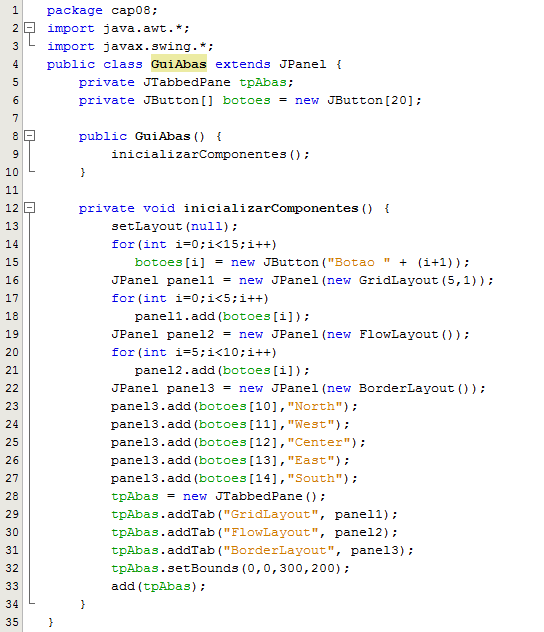 1 package cap08;
2 import java.awt.*;
3 import javax.swing.*;
4 public class GuiAbas extends JPanel {
5     private JTabbedPane tpAbas;
6     private JButton[] botoes = new JButton[20];
7
8     public GuiAbas() {
9         inicializarComponentes();
10     }
11
12     private void inicializarComponentes() {
13         setLayout(null);
14         for(int i=0;i<15;i++)
15            botoes[i] = new JButton("Botao " + (i+1));
16         JPanel panel1 = new JPanel(new GridLayout(5,1));
17         for(int i=0;i<5;i++)
18            panel1.add(botoes[i]);
19         JPanel panel2 = new JPanel(new FlowLayout());
20         for(int i=5;i<10;i++)
21            panel2.add(botoes[i]);
22         JPanel panel3 = new JPanel(new BorderLayout());
23         panel3.add(botoes[10],"North");
24         panel3.add(botoes[11],"West");
25         panel3.add(botoes[12],"Center");
26         panel3.add(botoes[13],"East");
27         panel3.add(botoes[14],"South");
28         tpAbas = new JTabbedPane();
29         tpAbas.addTab("GridLayout", panel1);
30         tpAbas.addTab("FlowLayout", panel2);
31         tpAbas.addTab("BorderLayout", panel3);
32         tpAbas.setBounds(0,0,300,200);
33         add(tpAbas);
34     }
35 }